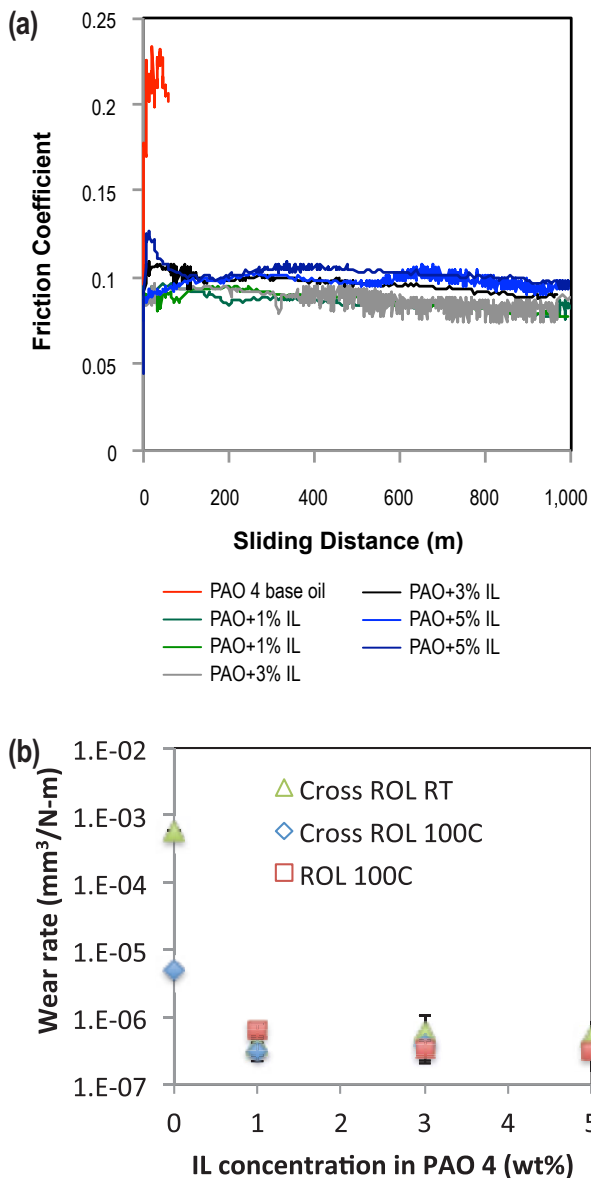 (a)
0.25
0.2
0.15
0.1
0.05
0
Friction Coefficient
0 200 400 600 800 1,000
Sliding Distance (m)
PAO 4 base oil PAO+3% IL
PAO+1% IL PAO+5% IL
PAO+1% IL PAO+5% IL
PAO+3% IL
(b)
1.E-02
1.E-03
1.E-04
1.E-05
1.E-06
1.E-07
Wear rate (mm³/N-m)
Cross ROL RT
Cross ROL 100C
ROL 100C
0 1 2 3 4 5
IL concentration in PAO 4 (wt%)